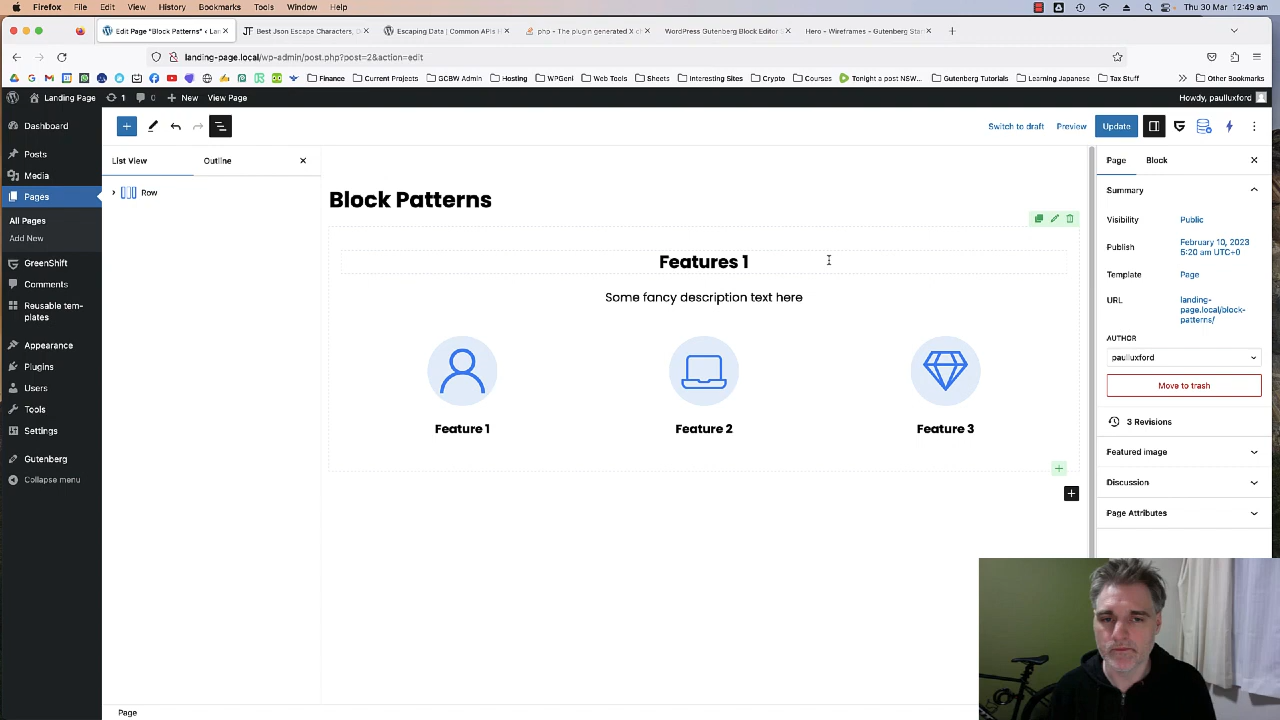 Firefox File Edit View History Bookmarks Tools Window Help Thu 30 Mar 12:49 am
Edit Page "Block Patterns" ‹ Lan Best Json Escape Characters, D Escaping Data | Common APIs H php - The plugin generated X ch WordPress Gutenberg Block Editor Hero - Wireframes - Gutenberg Star
landing-page.local/wp-admin/post.php?post=2&action=edit
Finance Current Projects GCBW Admin Hosting WPGenI Web Tools Sheets Interesting Sites Crypto Courses Tonight a post NSW... Gutenberg Tutorials Learning Japanese Tax Stuff Other Bookmarks
Landing Page 1 0 New View Page Howdy, paulluxford
Dashboard
Posts
Media
Pages
All Pages
Add New
GreenShift
Comments
Reusable tem-
plates
Appearance
Plugins
Users
Tools
Settings
Gutenberg
Collapse menu
Switch to draft Preview Update
List View Outline
Row
Block Patterns
Features 1
Some fancy description text here
Feature 1 Feature 2 Feature 3
Page Block
Summary
Visibility Public
Publish February 10, 2023
5:20 am UTC+0
Template Page
URL landing-
page.local/block-
patterns/
AUTHOR
paulluxford
Move to trash
3 Revisions
Featured image
Discussion
Page Attributes
Page